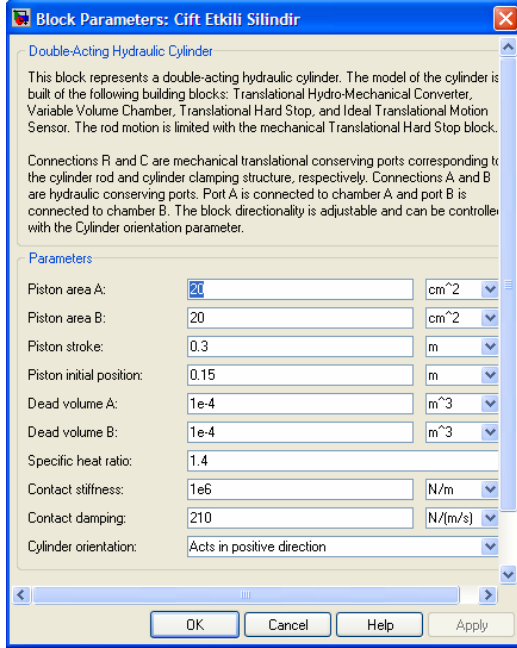 Block Parameters: Cift Etkili Silindir
Double-Acting Hydraulic Cylinder
This block represents a double-acting hydraulic cylinder. The model of the cylinder is
built of the following building blocks: Translational Hydro-Mechanical Converter,
Variable Volume Chamber, Translational Hard Stop, and Ideal Translational Motion
Sensor. The rod motion is limited with the mechanical Translational Hard Stop block.
Connections R and C are mechanical translational conserving ports corresponding to
the cylinder rod and cylinder clamping structure, respectively. Connections A and B
are hydraulic conserving ports. Port A is connected to chamber A and port B is
connected to chamber B. The block directionality is adjustable and can be controlle
with the Cylinder orientation parameter.
Parameters
Piston area A: 20 cm^2
Piston area B: 20 cm^2
Piston stroke: 0.3 m
Piston initial position: 0.15 m
Dead volume A: 1e-4 m^3
Dead volume B: 1e-4 m^3
Specific heat ratio: 1.4
Contact stiffness: 1e6 N/m
Contact damping: 210 N/(m/s)
Cylinder orientation: Acts in positive direction
OK Cancel Help Apply